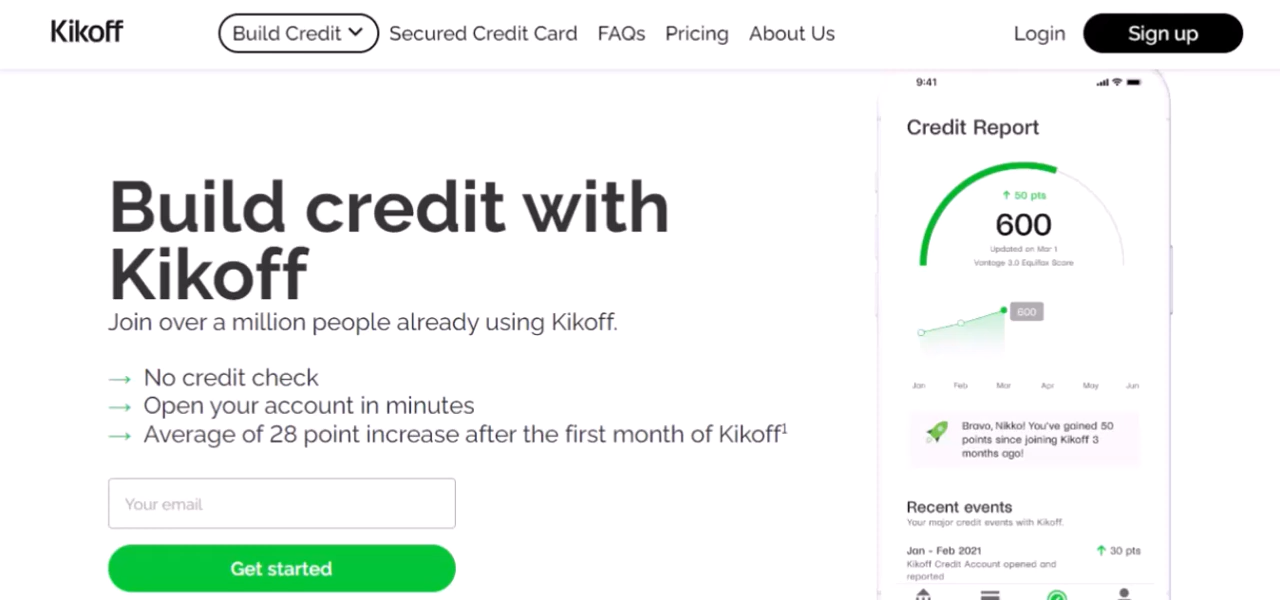 Kikoff
Build Credit
Secured Credit Card
FAQs
Pricing
About Us
Login
Sign up
Build credit with
Kikoff
Join over a million people already using Kikoff.
→ No credit check
→ Open your account in minutes
→ Average of 28 point increase after the first month of Kikoff¹
Your email
Get started
9:41
Credit Report
↑ 50 pts
600
Updated on Mar 1
Vantage 3.0 Equifax Score
600
Jan Feb Mar Apr May Jun
Bravo, Nikko! You've gained 50
points since joining Kikoff 3
months ago!
Recent events
Your major credit events with Kikoff.
Jan - Feb 2021
↑ 30 pts
Kikoff Credit Account opened and
reported